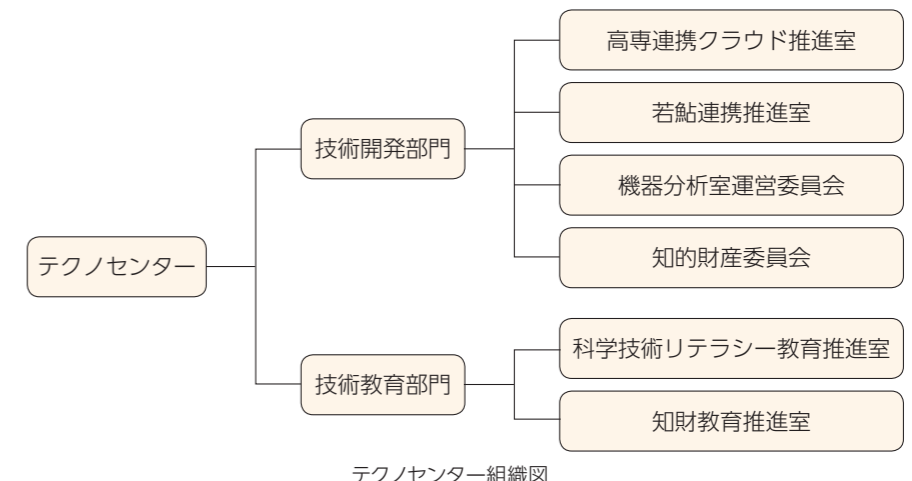 高専連携クラウド推進室
若鮎連携推進室
技術開発部門
機器分析室運営委員会
知的財産委員会
テクノセンター
科学技術リテラシー教育推進室
技術教育部門
知財教育推進室
テクノセンター組織図